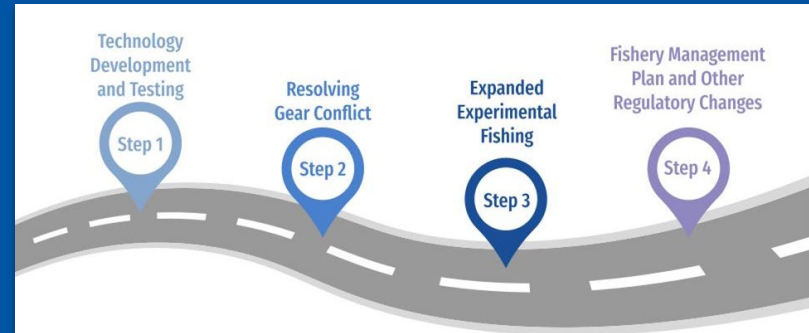 Technology
Development
and Testing
Step 1
Resolving
Gear Conflict
Step 2
Expanded
Experimental
Fishing
Step 3
Fishery Management
Plan and Other
Regulatory Changes
Step 4